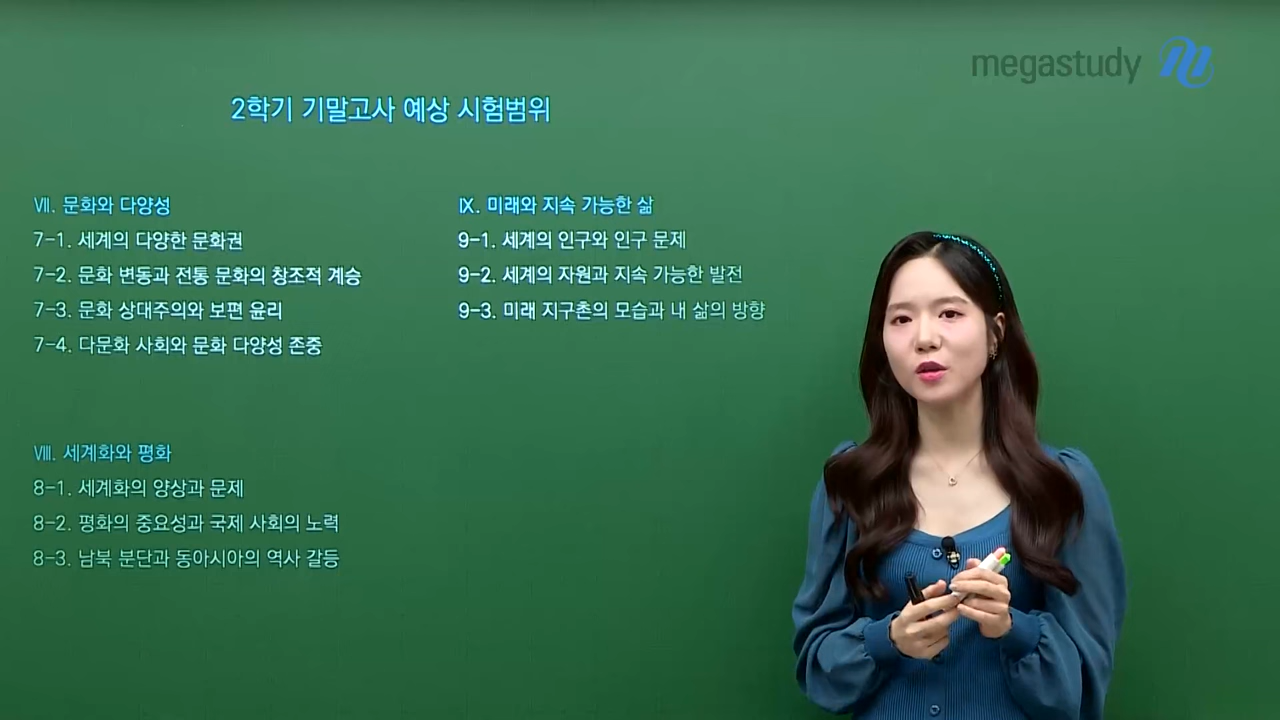 megastudy
2학기 기말고사 예상 시험범위
Ⅶ. 문화와 다양성
7-1. 세계의 다양한 문화권
7-2. 문화 변동과 전통 문화의 창조적 계승
7-3. 문화 상대주의와 보편 윤리
7-4. 다문화 사회와 문화 다양성 존중
Ⅷ. 세계화와 평화
8-1. 세계화의 양상과 문제
8-2. 평화의 중요성과 국제 사회의 노력
8-3. 남북 분단과 동아시아의 역사 갈등
Ⅸ. 미래와 지속 가능한 삶
9-1. 세계의 인구와 인구 문제
9-2. 세계의 자원과 지속 가능한 발전
9-3. 미래 지구촌의 모습과 내 삶의 방향